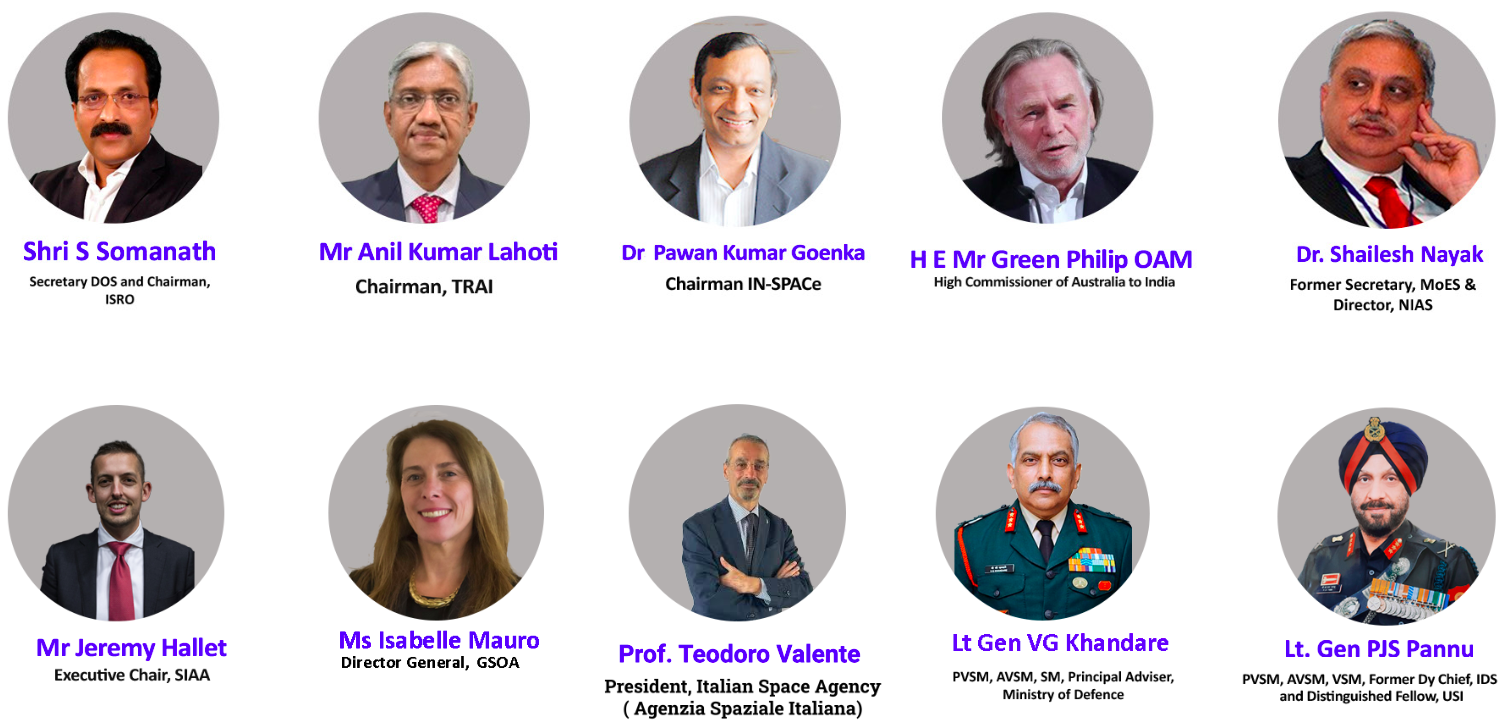 Shri S Somanath
Secretary DOS and Chairman,
ISRO
Mr Anil Kumar Lahoti
Chairman, TRAI
Dr Pawan Kumar Goenka
Chairman IN-SPACe
H E Mr Green Philip OAM
High Commissioner of Australia to India
Dr. Shailesh Nayak
Former Secretary, MoES &
Director, NIAS
Mr Jeremy Hallet
Executive Chair, SIAA
Ms Isabelle Mauro
Director General, GSOA
Prof. Teodoro Valente
President, Italian Space Agency
( Agenzia Spaziale Italiana)
Lt Gen VG Khandare
PVSM, AVSM, SM, Principal Adviser,
Ministry of Defence
Lt. Gen PJS Pannu
PVSM, AVSM, VSM, Former Dy Chief, IDS
and Distinguished Fellow, USI